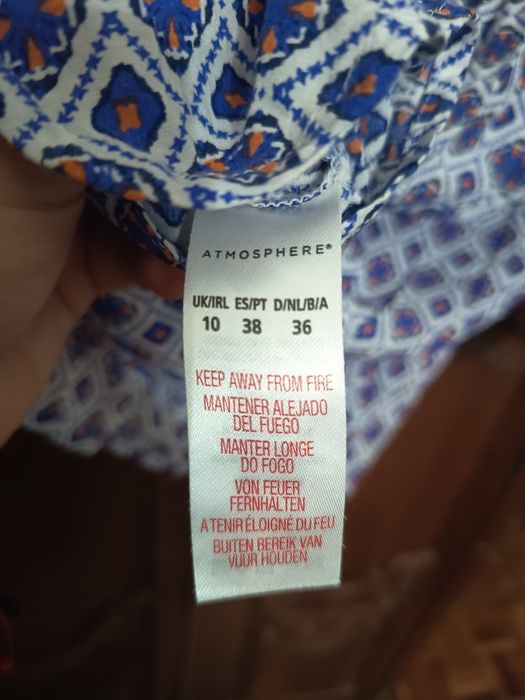 ATMOSPHERE®
UK/IRL ES/PT D/NL/B/A
10 38 36
KEEP AWAY FROM FIRE
MANTENER ALEJADO
DEL FUEGO
MANTER LONGE
DO FOGO
VON FEUER
FERNHALTEN
A TENIR ÉLOIGNÉ DU FEU
BUITEN BEREIK VAN
VUUR HOUDEN